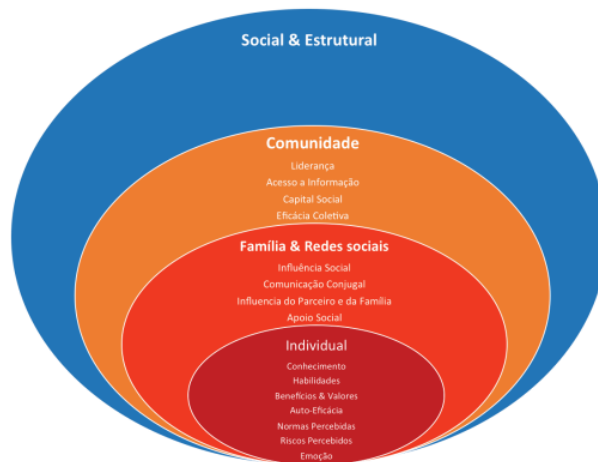 Social & Estrutural
Comunidade
Liderança
Acesso a Informação
Capital Social
Eficácia Coletiva
Família & Redes sociais
Influência Social
Comunicação Conjugal
Influencia do Parceiro e da Família
Apoio Social
Individual
Conhecimento
Habilidades
Benefícios & Valores
Auto-Eficácia
Normas Percebidas
Riscos Percebidos
Emoção